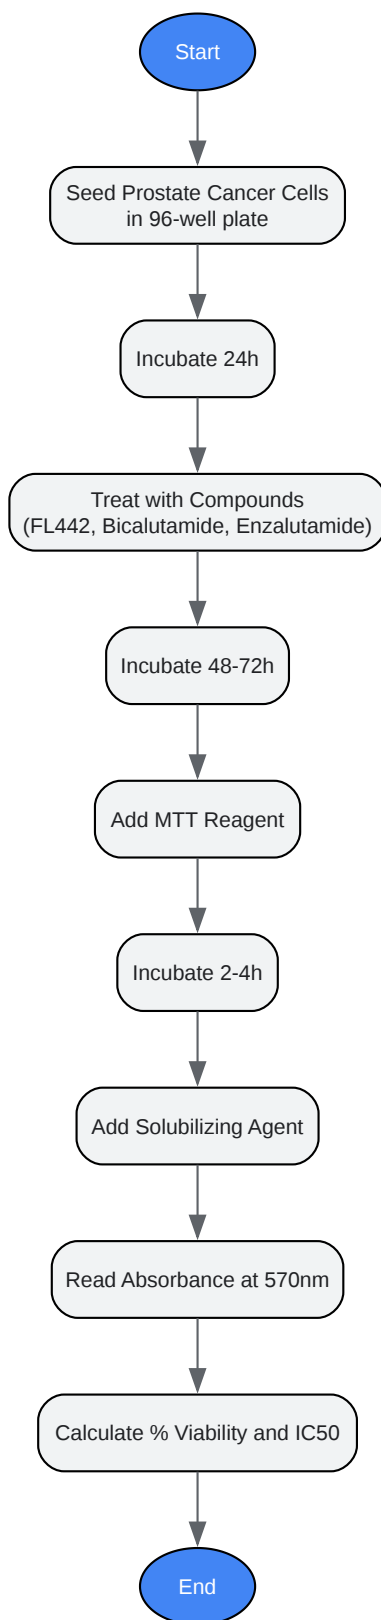 Start
Seed Prostate Cancer Cells
in 96-well plate
Incubate 24h
Treat with Compounds
(FL442, Bicalutamide, Enzalutamide)
Incubate 48-72h
Add MTT Reagent
Incubate 2-4h
Add Solubilizing Agent
Read Absorbance at 570nm
Calculate % Viability and IC50
End